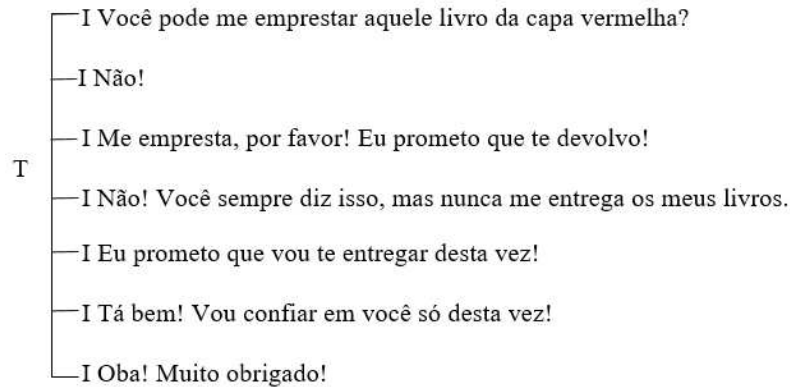 I Você pode me emprestar aquele livro da capa vermelha?
I Não!
I Me empresta, por favor! Eu prometo que te devolvo!
T
I Não! Você sempre diz isso, mas nunca me entrega os meus livros.
I Eu prometo que vou te entregar desta vez!
I Tá bem! Vou confiar em você só desta vez!
I Oba! Muito obrigado!